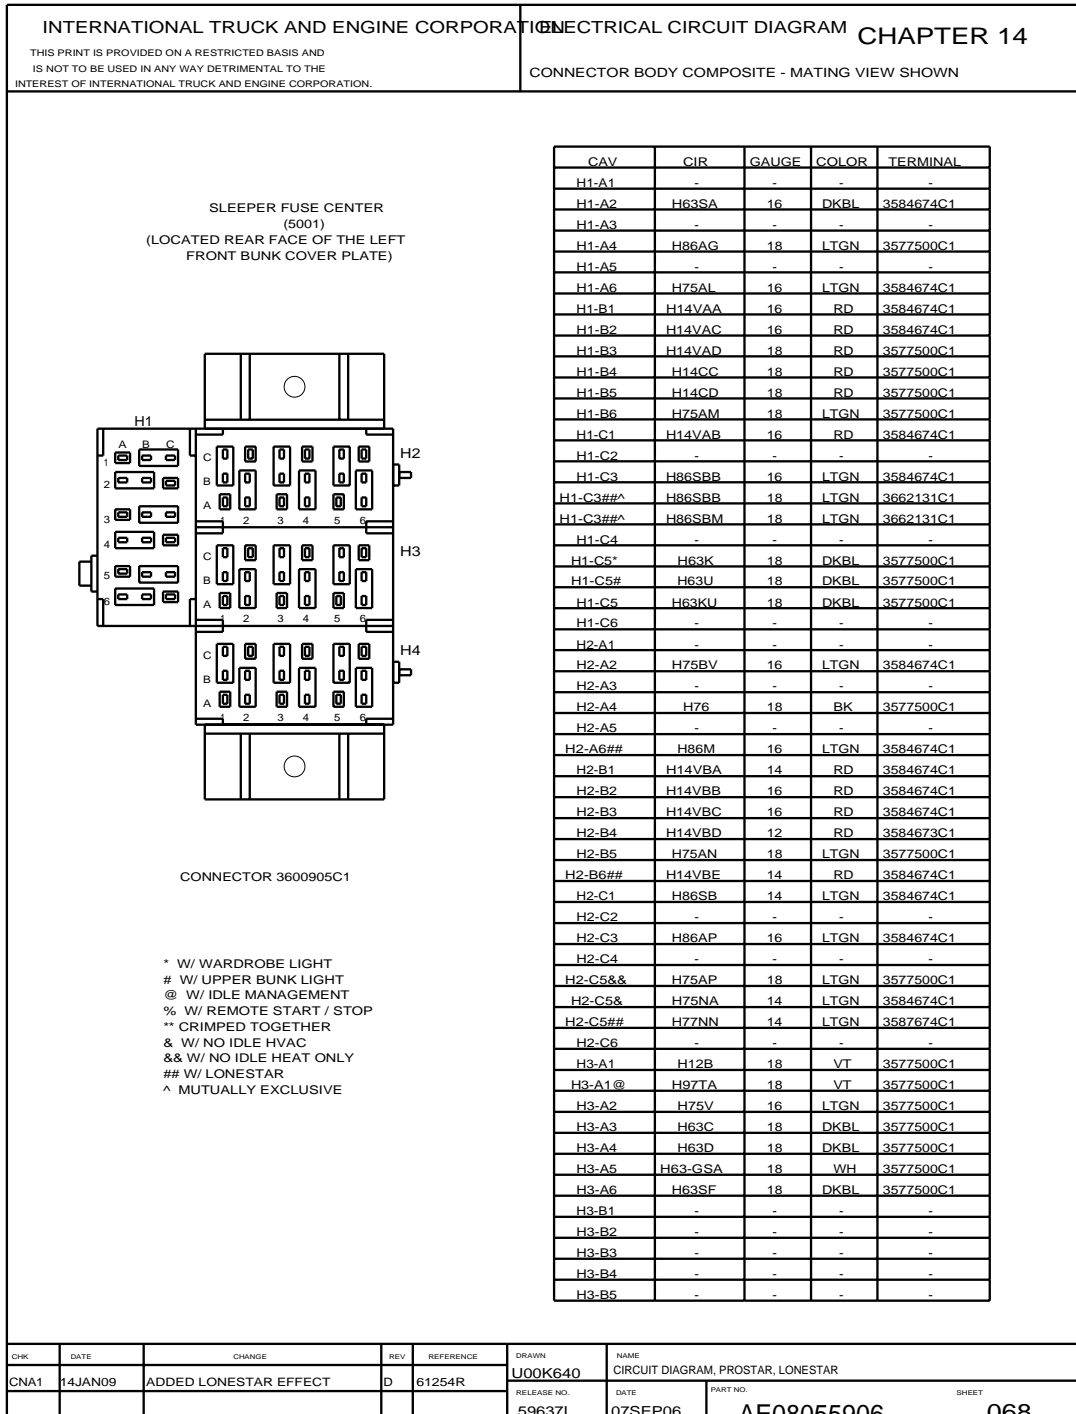 INTERNATIONAL TRUCK AND ENGINE CORPORATION
THIS PRINT IS PROVIDED ON A RESTRICTED BASIS AND
IS NOT TO BE USED IN ANY WAY DETRIMENTAL TO THE
INTEREST OF INTERNATIONAL TRUCK AND ENGINE CORPORATION.
ELECTRICAL CIRCUIT DIAGRAM CHAPTER 14
CONNECTOR BODY COMPOSITE - MATING VIEW SHOWN
SLEEPER FUSE CENTER
(5001)
(LOCATED REAR FACE OF THE LEFT
FRONT BUNK COVER PLATE)
H1
A B C
1
2
3
4
5
6
H2
C
B
A
1 2 3 4 5 6
H3
C
B
A
1 2 3 4 5 6
H4
C
B
A
1 2 3 4 5 6
CONNECTOR 3600905C1
* W/ WARDROBE LIGHT
# W/ UPPER BUNK LIGHT
@ W/ IDLE MANAGEMENT
% W/ REMOTE START / STOP
** CRIMPED TOGETHER
& W/ NO IDLE HVAC
&& W/ NO IDLE HEAT ONLY
## W/ LONESTAR
^ MUTUALLY EXCLUSIVE
CAV CIR GAUGE COLOR TERMINAL
H1-A1 - - - -
H1-A2 H63SA 16 DKBL 3584674C1
H1-A3 - - - -
H1-A4 H86AG 18 LTGN 3577500C1
H1-A5 - - - -
H1-A6 H75AL 16 LTGN 3584674C1
H1-B1 H14VAA 16 RD 3584674C1
H1-B2 H14VAC 16 RD 3584674C1
H1-B3 H14VAD 18 RD 3577500C1
H1-B4 H14CC 18 RD 3577500C1
H1-B5 H14CD 18 RD 3577500C1
H1-B6 H75AM 18 LTGN 3577500C1
H1-C1 H14VAB 16 RD 3584674C1
H1-C2 - - - -
H1-C3 H86SBB 16 LTGN 3584674C1
H1-C3##^ H86SBB 18 LTGN 3662131C1
H1-C3##^ H86SBM 18 LTGN 3662131C1
H1-C4 - - - -
H1-C5* H63K 18 DKBL 3577500C1
H1-C5# H63U 18 DKBL 3577500C1
H1-C5 H63KU 18 DKBL 3577500C1
H1-C6 - - - -
H2-A1 - - - -
H2-A2 H75BV 16 LTGN 3584674C1
H2-A3 - - - -
H2-A4 H76 18 BK 3577500C1
H2-A5 - - - -
H2-A6## H86M 16 LTGN 3584674C1
H2-B1 H14VBA 14 RD 3584674C1
H2-B2 H14VBB 16 RD 3584674C1
H2-B3 H14VBC 16 RD 3584674C1
H2-B4 H14VBD 12 RD 3584673C1
H2-B5 H75AN 18 LTGN 3577500C1
H2-B6## H14VBE 14 RD 3584674C1
H2-C1 H86SB 14 LTGN 3584674C1
H2-C2 - - - -
H2-C3 H86AP 16 LTGN 3584674C1
H2-C4 - - - -
H2-C5&& H75AP 18 LTGN 3577500C1
H2-C5& H75NA 14 LTGN 3584674C1
H2-C5## H77NN 14 LTGN 3587674C1
H2-C6 - - - -
H3-A1 H12B 18 VT 3577500C1
H3-A1@ H97TA 18 VT 3577500C1
H3-A2 H75V 16 LTGN 3577500C1
H3-A3 H63C 18 DKBL 3577500C1
H3-A4 H63D 18 DKBL 3577500C1
H3-A5 H63-GSA 18 WH 3577500C1
H3-A6 H63SF 18 DKBL 3577500C1
H3-B1 - - - -
H3-B2 - - - -
H3-B3 - - - -
H3-B4 - - - -
H3-B5 - - - -
CHK DATE CHANGE REV REFERENCE
CNA1 14JAN09 ADDED LONESTAR EFFECT D 61254R
DRAWN
U00K640
NAME
CIRCUIT DIAGRAM, PROSTAR, LONESTAR
RELEASE NO. DATE PART NO. SHEET
07SEP06 AE08055906 068